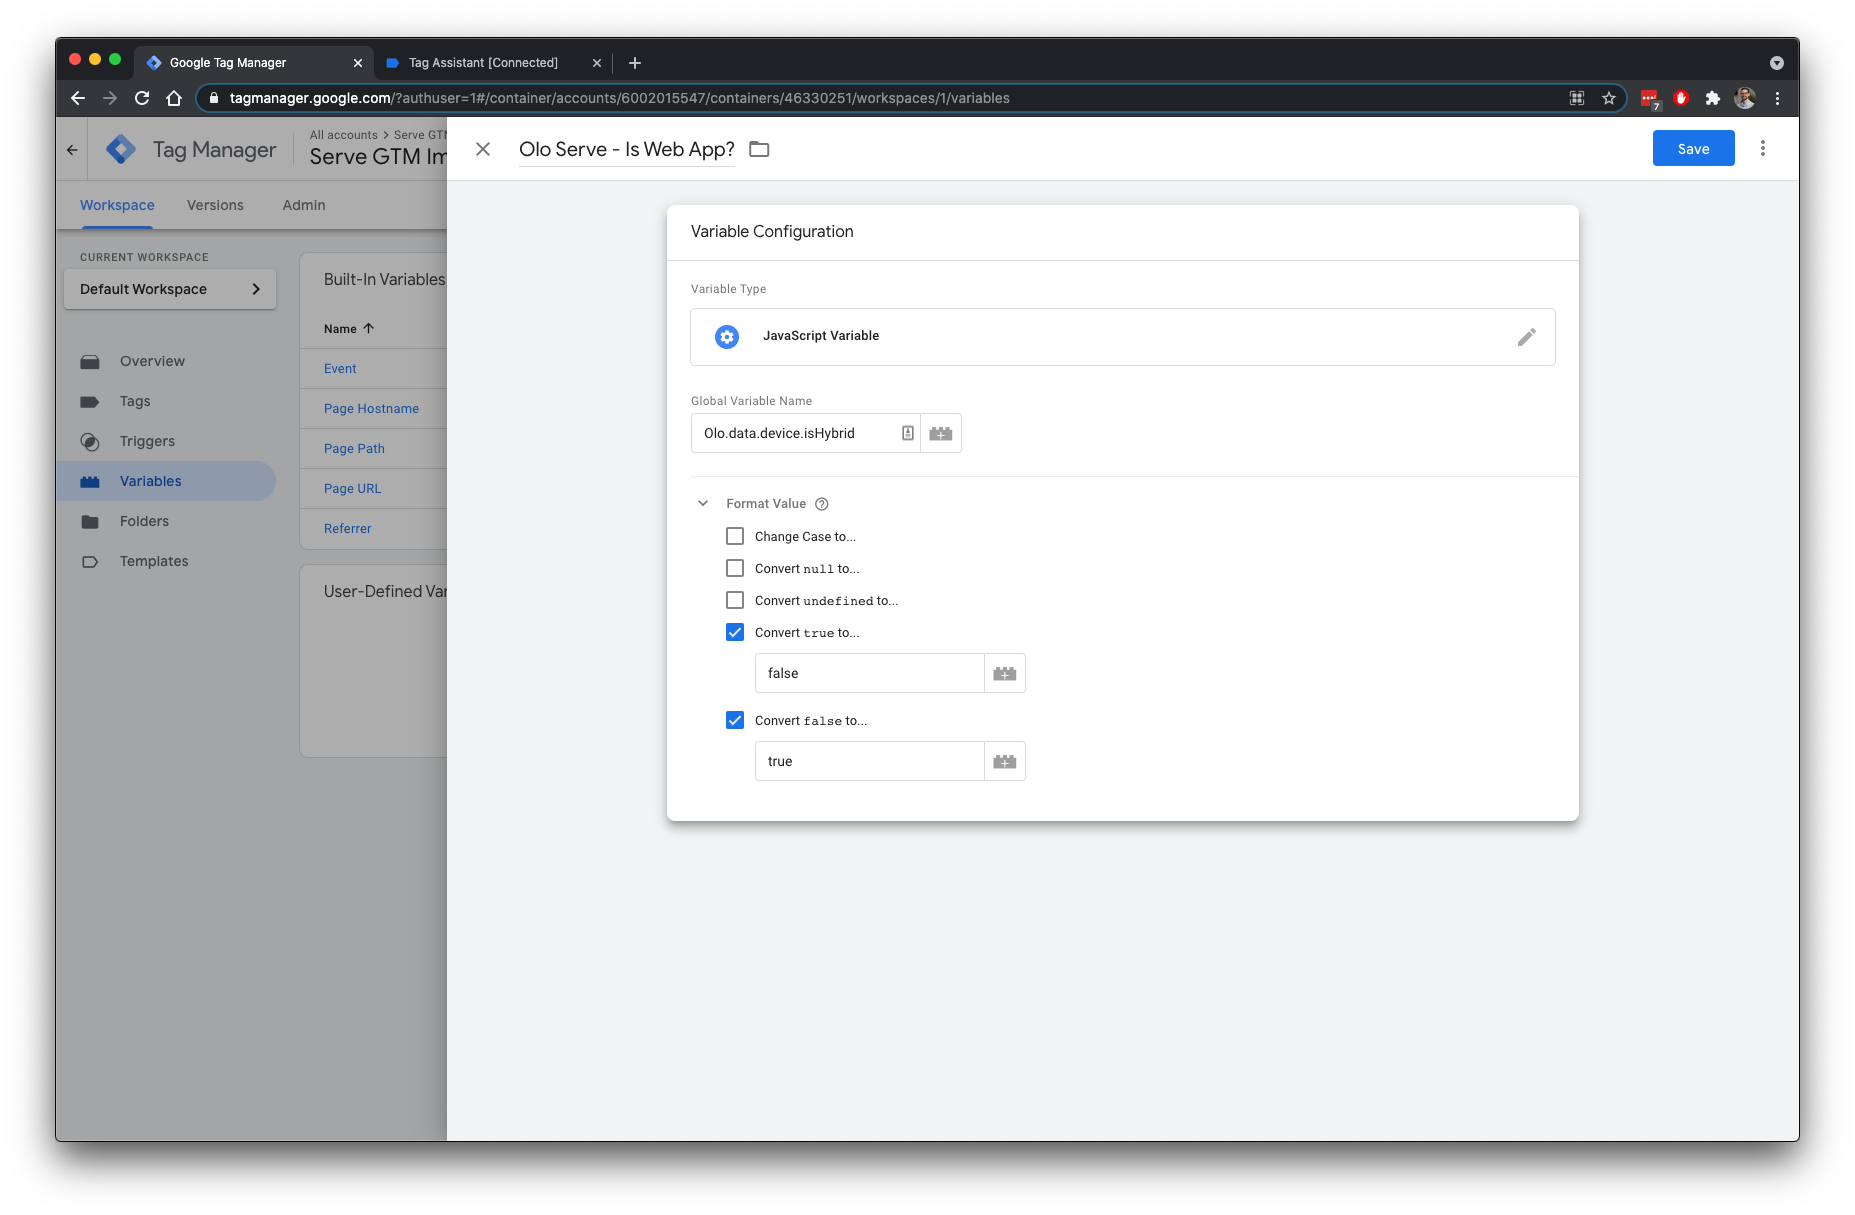 Google Tag Manager
Tag Assistant [Connected]
tagmanager.google.com/?authuser=1#/container/accounts/6002015547/containers/46330251/workspaces/1/variables
7
Tag Manager
All accounts > Serve GTM
Serve GTM Im
Olo Serve - Is Web App?
Save
Workspace
Versions
Admin
CURRENT WORKSPACE
Default Workspace
Overview
Tags
Triggers
Variables
Folders
Templates
Built-In Variables
Name
Event
Page Hostname
Page Path
Page URL
Referrer
User-Defined Var
Variable Configuration
Variable Type
JavaScript Variable
Global Variable Name
Olo.data.device.isHybrid
Format Value
Change Case to...
Convert null to...
Convert undefined to...
Convert true to...
false
Convert false to...
true